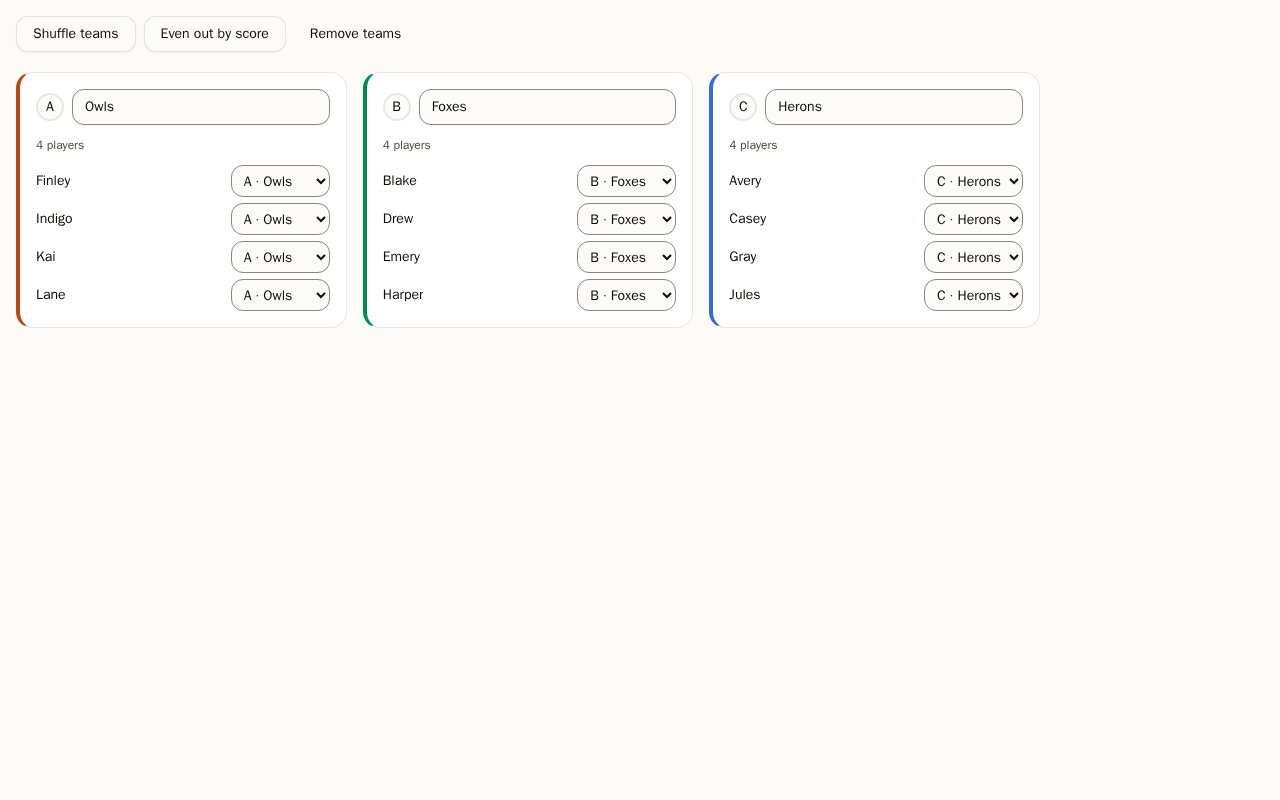 Shuffle teams Even out by score Remove teams
A Owls
4 players
Finley A · Owls
Indigo A · Owls
Kai A · Owls
Lane A · Owls
B Foxes
4 players
Blake B · Foxes
Drew B · Foxes
Emery B · Foxes
Harper B · Foxes
C Herons
4 players
Avery C · Herons
Casey C · Herons
Gray C · Herons
Jules C · Herons